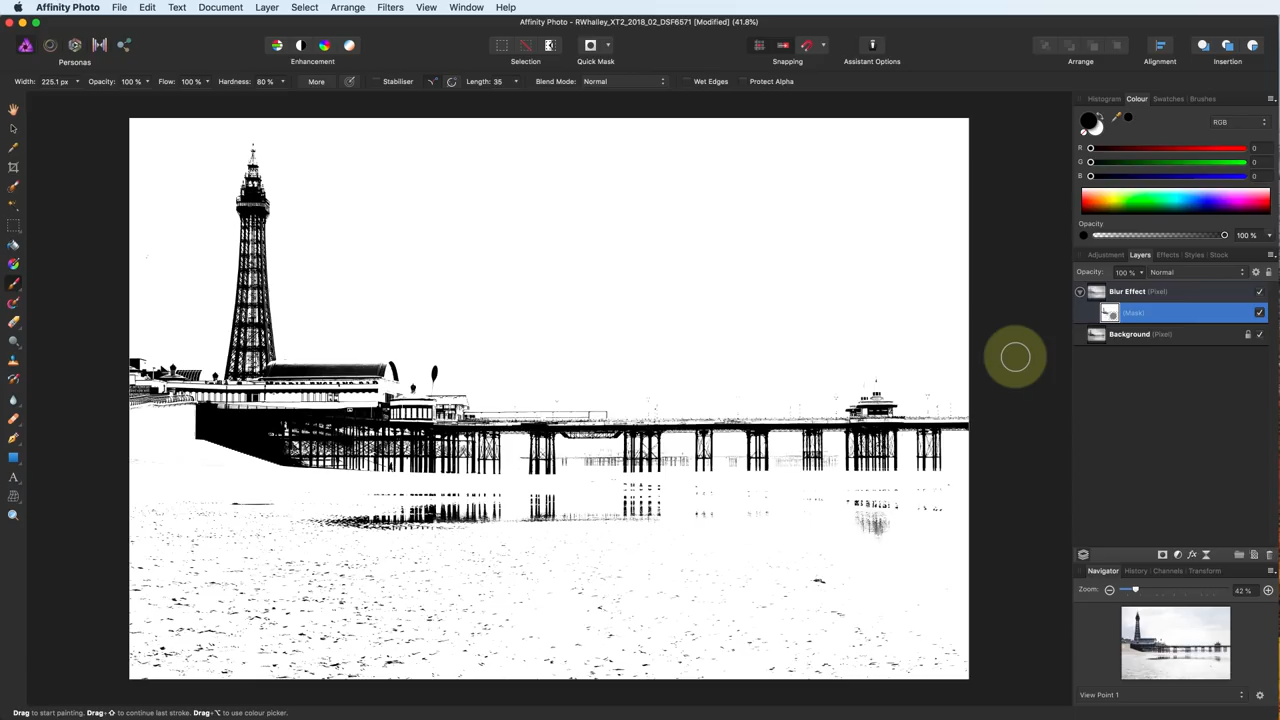 Affinity Photo File Edit Text Document Layer Select Arrange Filters View Window Help
Affinity Photo - RWhailey_XT2_2018_02_DSF6571 [Modified] (41.8%)
Personas Enhancement Selection Quick Mask Snapping Assistant Options Arrange Alignment Insertion
Width: 225.1 px Opacity: 100 % Flow: 100 % Hardness: 80 % More Stabiliser Length: 35 Blend Mode: Normal Wet Edges Protect Alpha
Histogram Colour Swatches Brushes
RGB
R 0
G 0
B 0
Opacity
100 %
Adjustment Layers Effects Styles Stock
Opacity: 100 % Normal
Blur Effect (Pixel)
(Mask)
Background (Pixel)
Navigator History Channels Transform
Zoom: 42 %
View Point 1
Drag to start painting. Drag+⇧ to continue last stroke. Drag+⌥ to use colour picker.